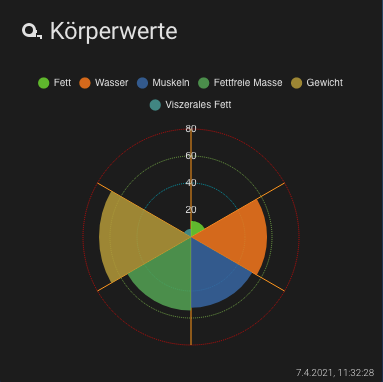 Körperwerte
Fett Wasser Muskeln Fettfreie Masse Gewicht
Viszerales Fett
80
60
40
20
7.4.2021, 11:32:28